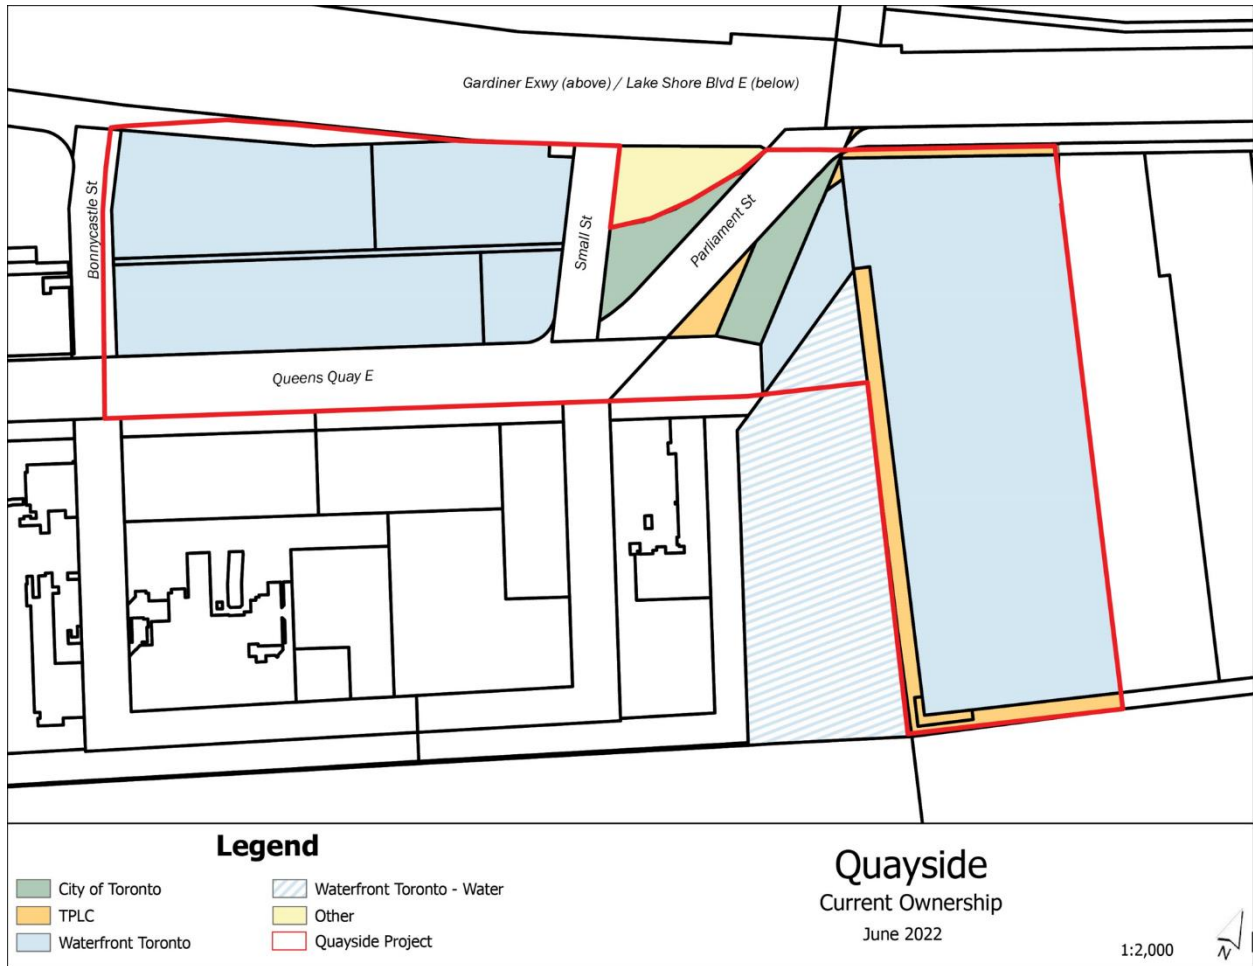 Gardiner Exwy (above) / Lake Shore Blvd E (below)
Bonnycastle St
Small St
Parliament St
Queens Quay E
Legend
City of Toronto
TPLC
Waterfront Toronto
Waterfront Toronto - Water
Other
Quayside Project
Quayside
Current Ownership
June 2022
1:2,000
N